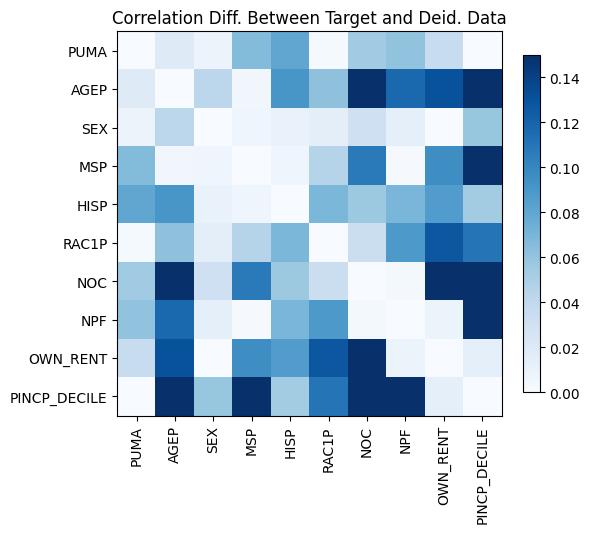 Correlation Diff. Between Target and Deid. Data
PUMA
AGEP
SEX
MSP
HISP
RAC1P
NOC
NPF
OWN_RENT
PINCP_DECILE
PUMA
AGEP
SEX
MSP
HISP
RAC1P
NOC
NPF
OWN_RENT
PINCP_DECILE
0.14
0.12
0.10
0.08
0.06
0.04
0.02
0.00